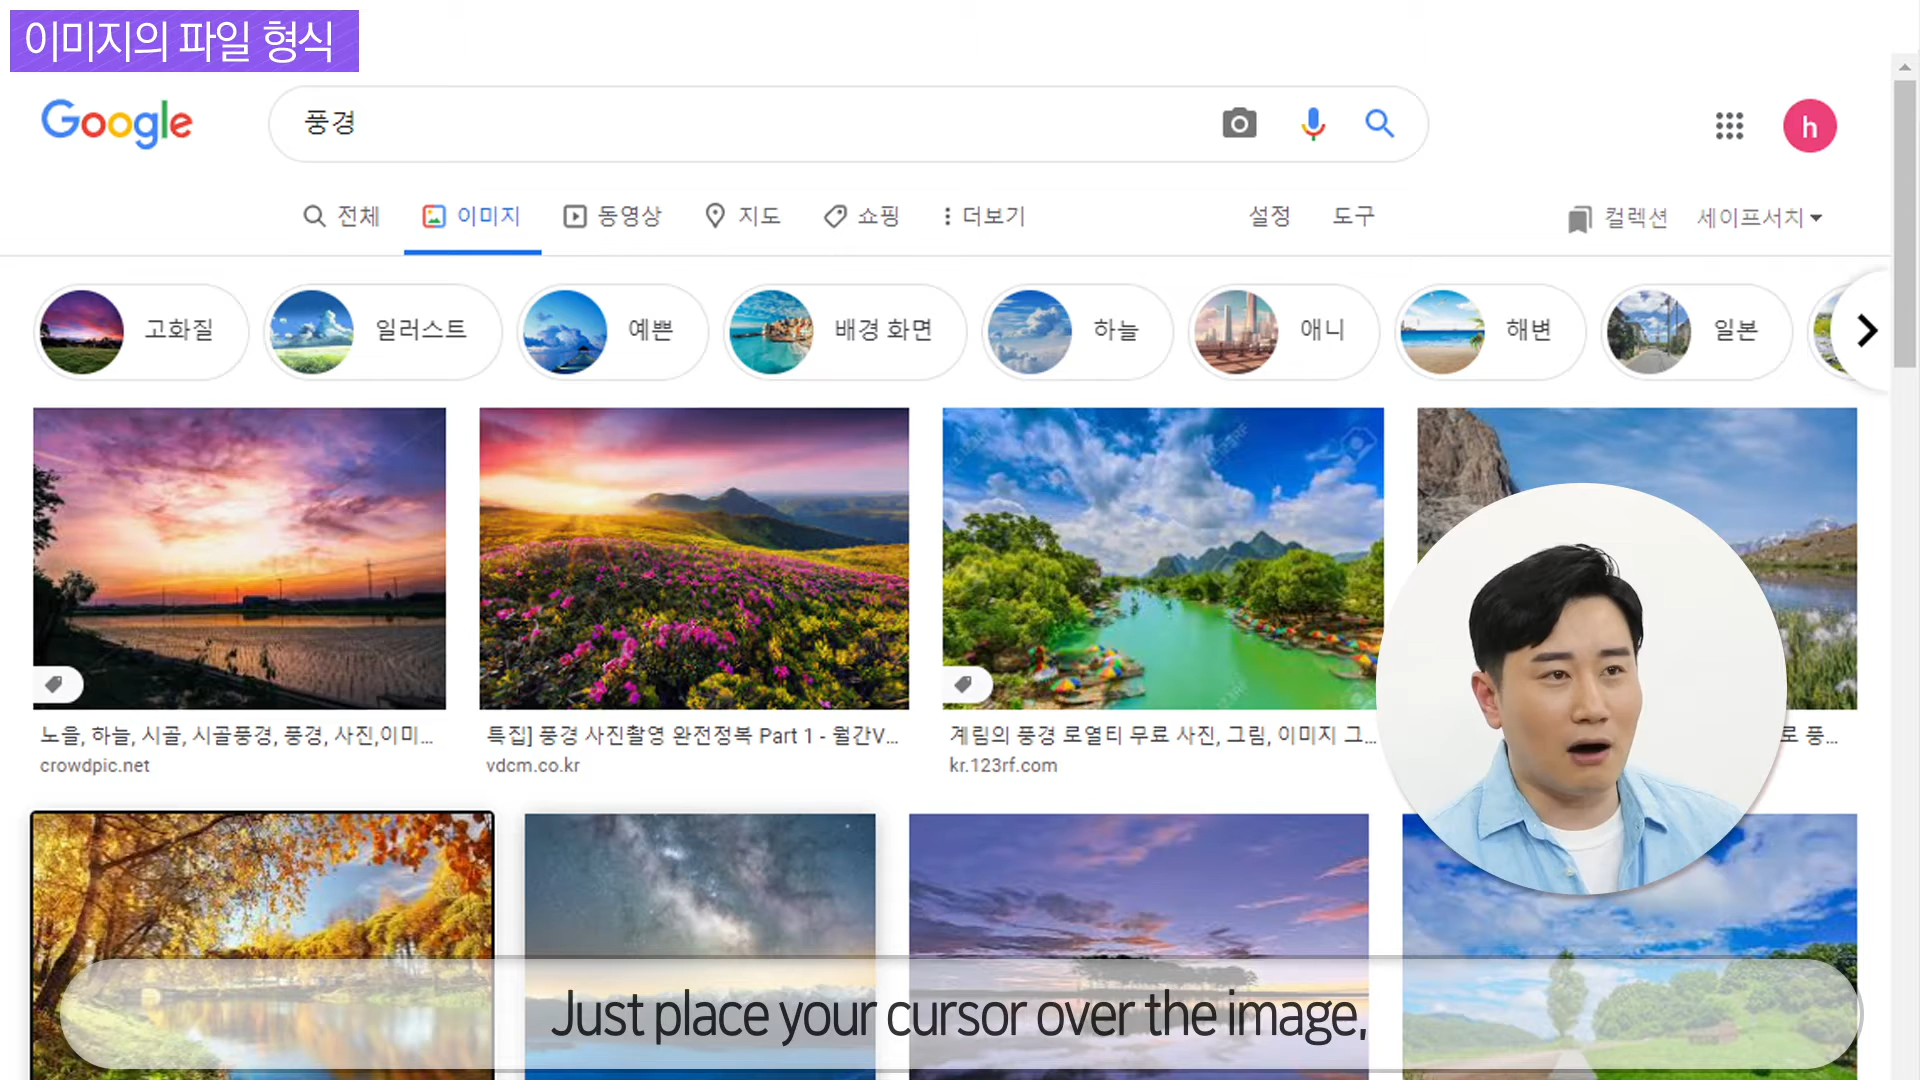 이미지의 파일 형식
Google
풍경
h
전체
이미지
동영상
지도
쇼핑
더보기
설정
도구
컬렉션
세이프서치
고화질
일러스트
예쁜
배경 화면
하늘
애니
해변
일본
노을, 하늘, 시골, 시골풍경, 풍경, 사진,이미...
특집] 풍경 사진촬영 완전정복 Part 1 - 월간V...
계림의 풍경 로열티 무료 사진, 그림, 이미지 그...
로 풍...
crowdpic.net
vdcm.co.kr
kr.123rf.com
Just place your cursor over the image,